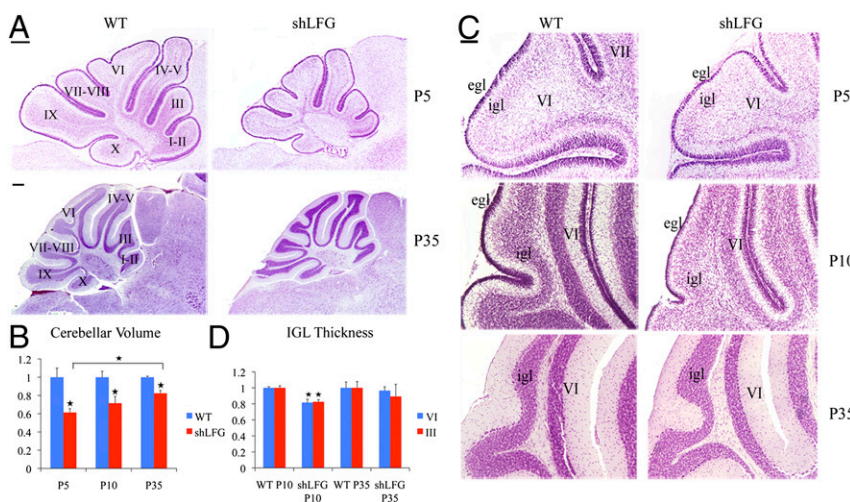 A
WT
shLFG
VI
IV-V
VII-VIII
III
IX
I-II
X
P5
IV-V
VI
VII-VIII
III
I-II
IX
X
P35
B
Cerebellar Volume
1.2
1
0.8
0.6
0.4
0.2
0
P5
P10
P35
WT
shLFG
D
IGL Thickness
1.2
1
0.8
0.6
0.4
0.2
0
WT P10
shLFG P10
WT P35
shLFG P35
VI
III
C
WT
shLFG
VII
egl
igl
VI
egl
igl
VI
P5
egl
igl
VI
egl
igl
VI
P10
igl
VI
igl
VI
P35